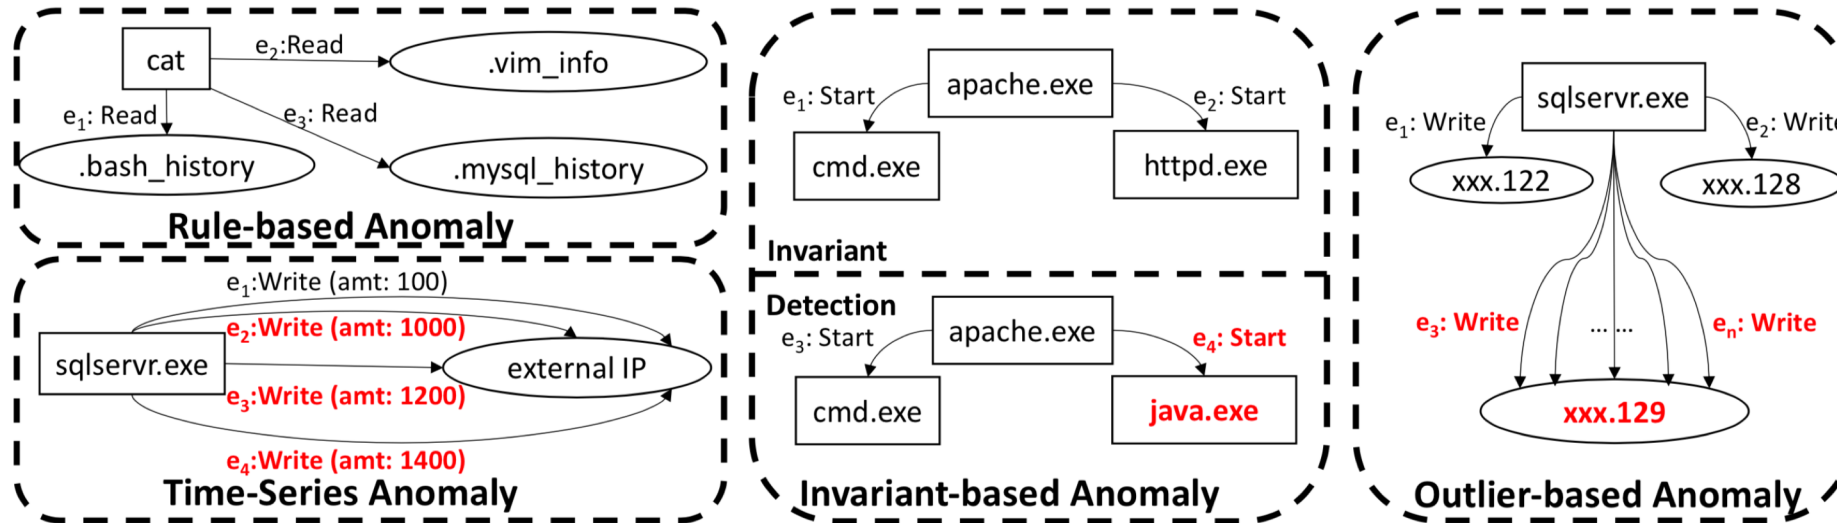 cat
e2:Read
.vim_info
e1: Read
e3: Read
.bash_history
.mysql_history
Rule-based Anomaly
e1:Write (amt: 100)
e2:Write (amt: 1000)
sqlservr.exe
external IP
e3:Write (amt: 1200)
e4:Write (amt: 1400)
Time-Series Anomaly
apache.exe
e1: Start
e2: Start
cmd.exe
httpd.exe
Invariant
Detection
apache.exe
e3: Start
e4: Start
cmd.exe
java.exe
Invariant-based Anomaly
sqlservr.exe
e1: Write
e2: Write
xxx.122
xxx.128
e3: Write
... ...
en: Write
xxx.129
Outlier-based Anomaly